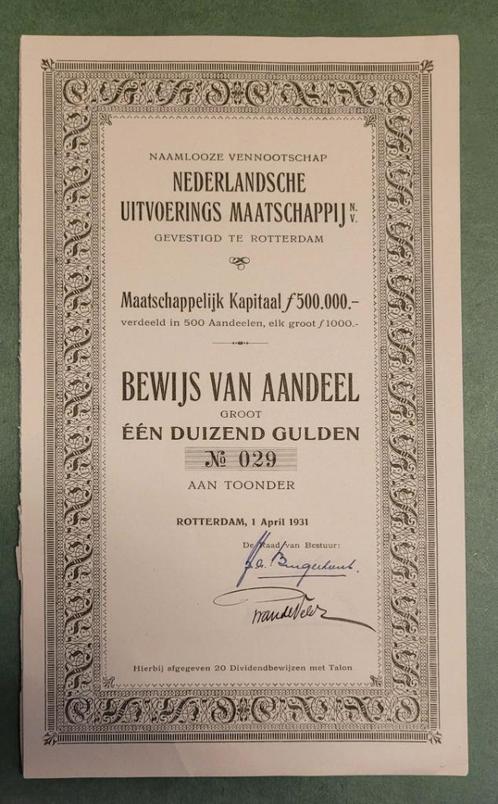 NAAMLOOZE VENNOOTSCHAP
NEDERLANDSCHE
UITVOERINGS MAATSCHAPPIJ N.V.
GEVESTIGD TE ROTTERDAM
Maatschappelijk Kapitaal f 500.000.-
verdeeld in 500 Aandeelen, elk groot f 1000.-
BEWIJS VAN AANDEEL
GROOT
ÉÉN DUIZEND GULDEN
№ 029
AAN TOONDER
ROTTERDAM, 1 April 1931
De Raad van Bestuur:
Hierbij afgegeven 20 Dividendbewijzen met Talon